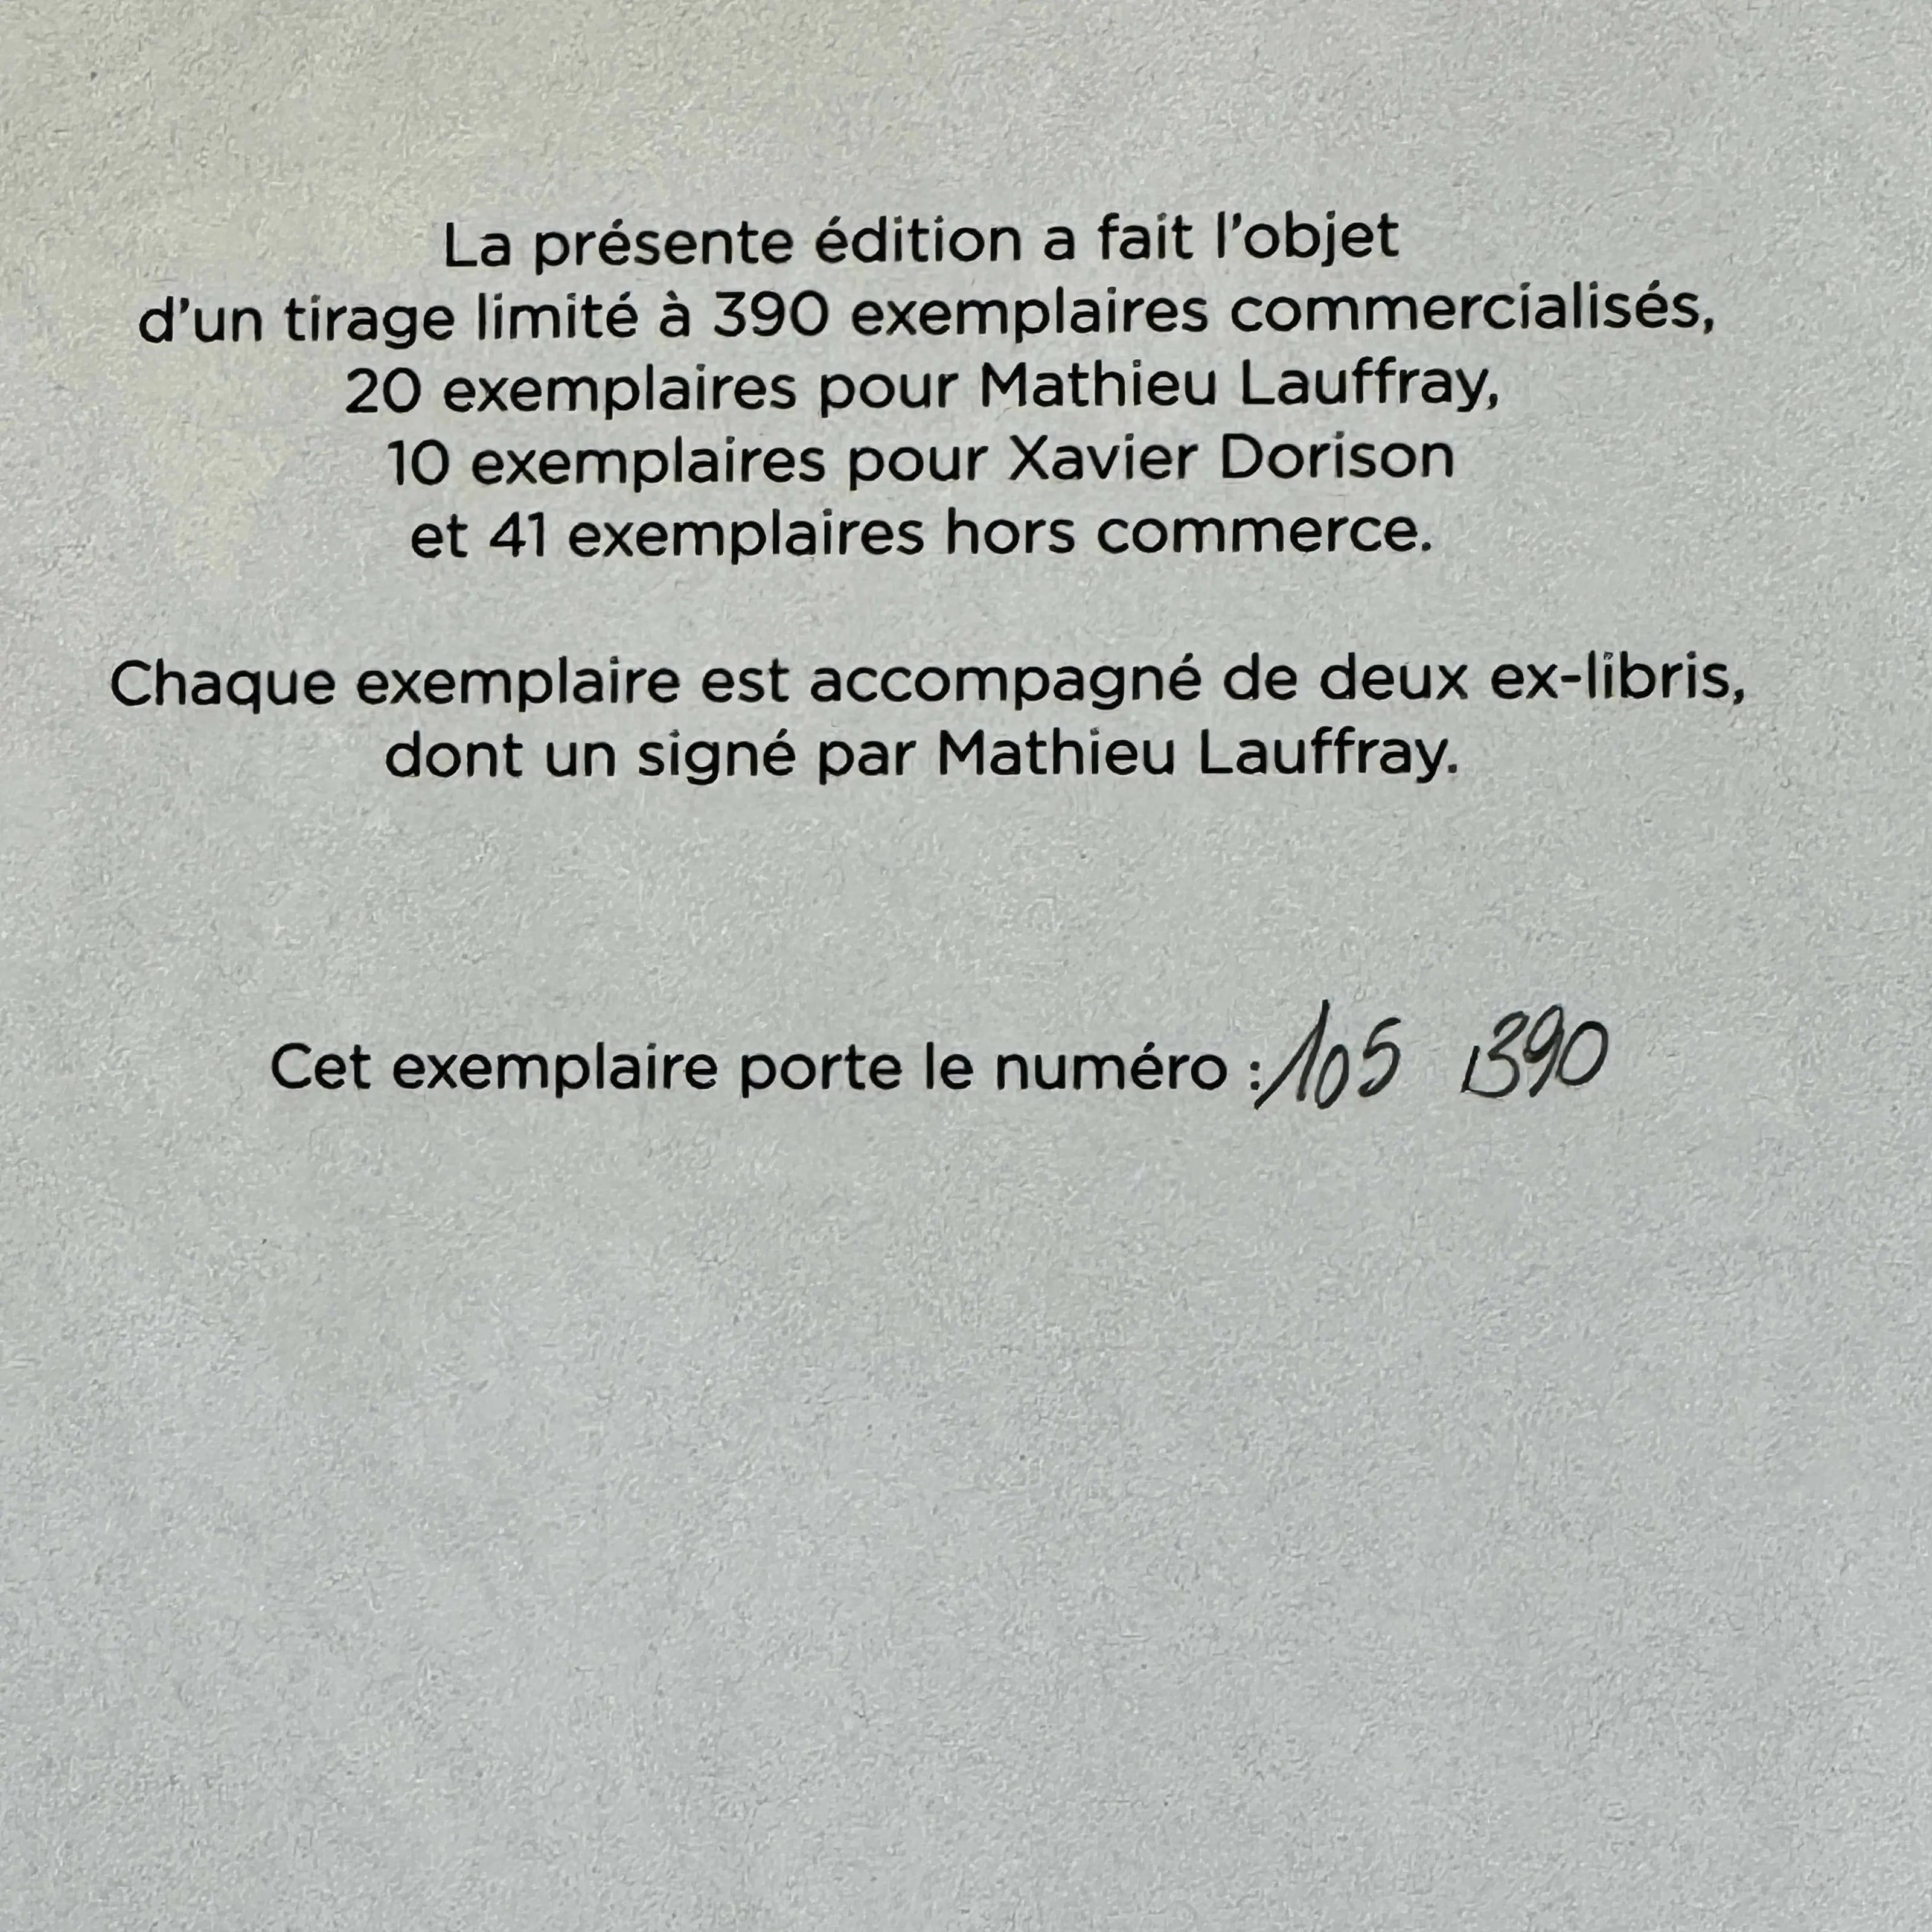 La présente édition a fait l'objet
d'un tirage limité à 390 exemplaires commercialisés,
20 exemplaires pour Mathieu Lauffray,
10 exemplaires pour Xavier Dorison
et 41 exemplaires hors commerce.
Chaque exemplaire est accompagné de deux ex-libris,
dont un signé par Mathieu Lauffray.
Cet exemplaire porte le numéro : 105 390